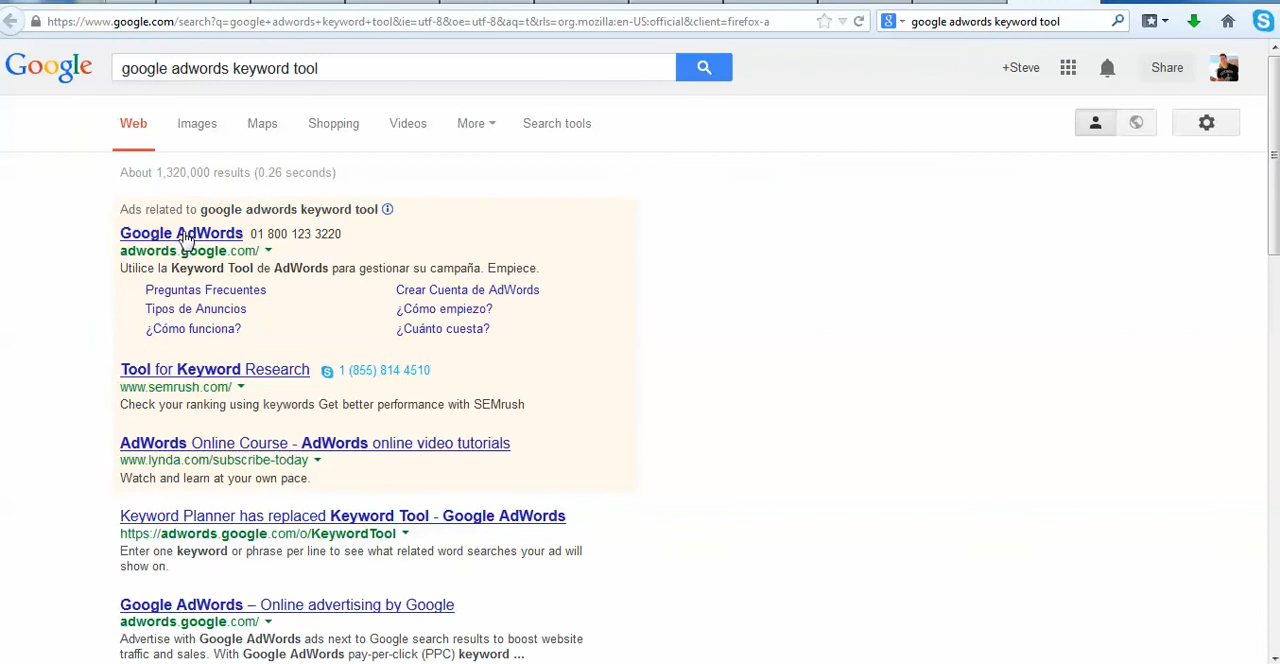 https://www.google.com/search?q=google+adwords+keyword+tool&ie=utf-8&oe=utf-8&aq=t&rls=org.mozilla:en-US:official&client=firefox-a
google adwords keyword tool
Google
google adwords keyword tool
+Steve
Share
Web Images Maps Shopping Videos More Search tools
About 1,320,000 results (0.26 seconds)
Ads related to google adwords keyword tool
Google AdWords 01 800 123 3220
adwords.google.com/
Utilice la Keyword Tool de AdWords para gestionar su campaña. Empiece.
Preguntas Frecuentes Crear Cuenta de AdWords
Tipos de Anuncios ¿Cómo empiezo?
¿Cómo funciona? ¿Cuánto cuesta?
Tool for Keyword Research 1 (855) 814 4510
www.semrush.com/
Check your ranking using keywords Get better performance with SEMrush
AdWords Online Course - AdWords online video tutorials
www.lynda.com/subscribe-today
Watch and learn at your own pace.
Keyword Planner has replaced Keyword Tool - Google AdWords
https://adwords.google.com/o/KeywordTool
Enter one keyword or phrase per line to see what related word searches your ad will
show on.
Google AdWords – Online advertising by Google
adwords.google.com/
Advertise with Google AdWords ads next to Google search results to boost website
traffic and sales. With Google AdWords pay-per-click (PPC) keyword ...